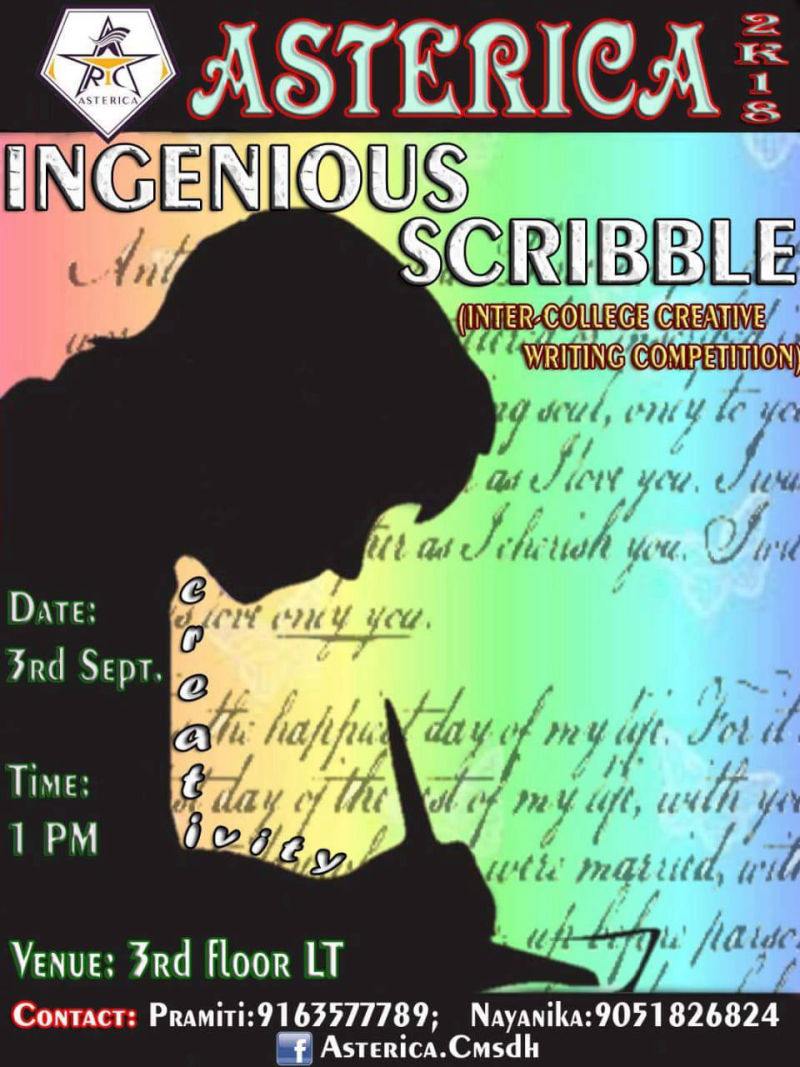 RIC
ASTERICA
ASTERICA
2K18
INGENIOUS
SCRIBBLE
(INTER-COLLEGE CREATIVE
WRITING COMPETITION)
soul, only to
as I love you. I
as I cherish you. I
love only you.
the happiest day of my life. For it
day of the rest of my life, with
were married,
up before
creativity
DATE:
3RD SEPT.
TIME:
1 PM
VENUE: 3RD FLOOR LT
CONTACT: PRAMITI:9163577789; NAYANIKA:9051826824
f ASTERICA.CMSDH